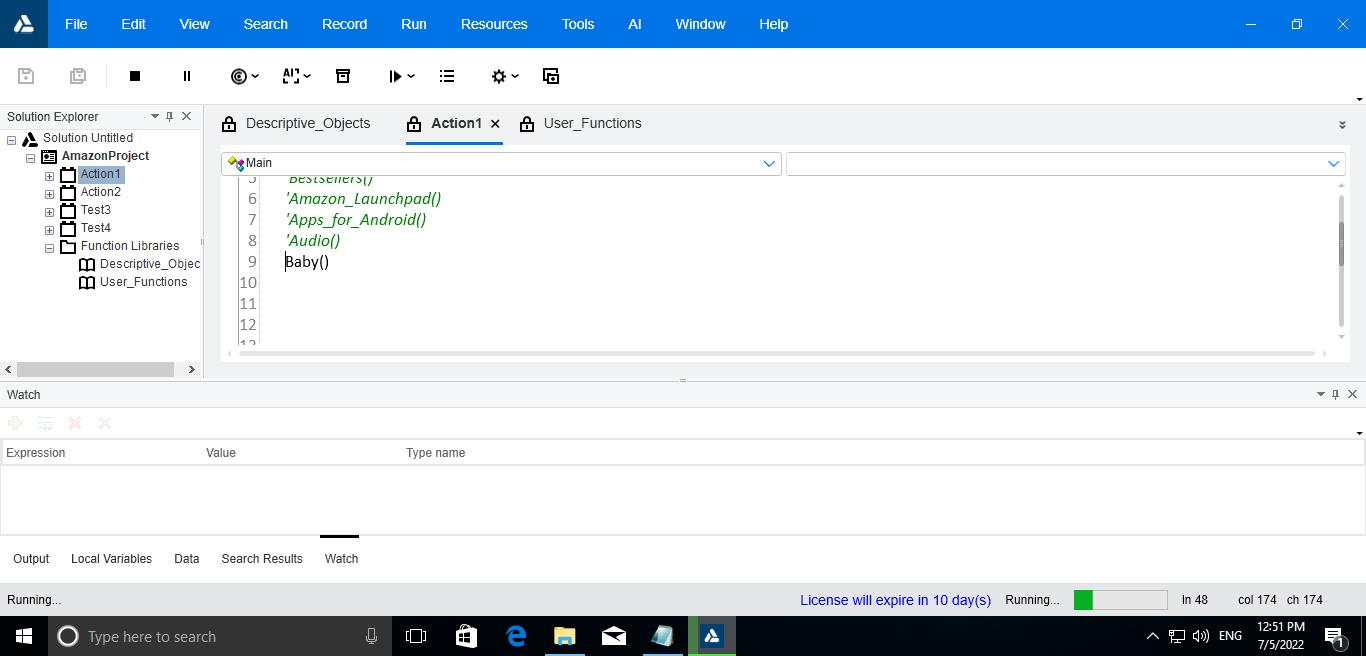 File Edit View Search Record Run Resources Tools AI Window Help
Solution Explorer
Solution Untitled
AmazonProject
Action1
Action2
Test3
Test4
Function Libraries
Descriptive_Objec
User_Functions
Descriptive_Objects Action1 User_Functions
Main
5 'Bestsellers()
6 'Amazon_Launchpad()
7 'Apps_for_Android()
8 'Audio()
9 Baby()
10
11
12
13
Watch
Expression Value Type name
Output Local Variables Data Search Results Watch
Running... License will expire in 10 day(s) Running... ln 48 col 174 ch 174
Type here to search ENG 12:51 PM
7/5/2022 1